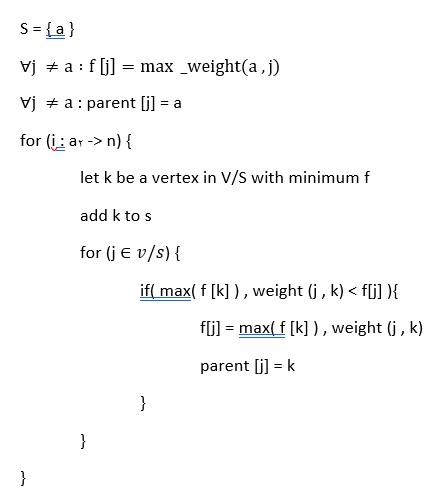 S = { a }
∀j ≠ a : f [j] = max _weight(a ,j)
∀j ≠ a : parent [j] = a
for (i : a٢ -> n) {
let k be a vertex in V/S with minimum f
add k to s
for (j ∈ v/s) {
if( max( f [k] ) , weight (j , k) < f[j] ){
f[j] = max( f [k] ) , weight (j , k)
parent [j] = k
}
}
}